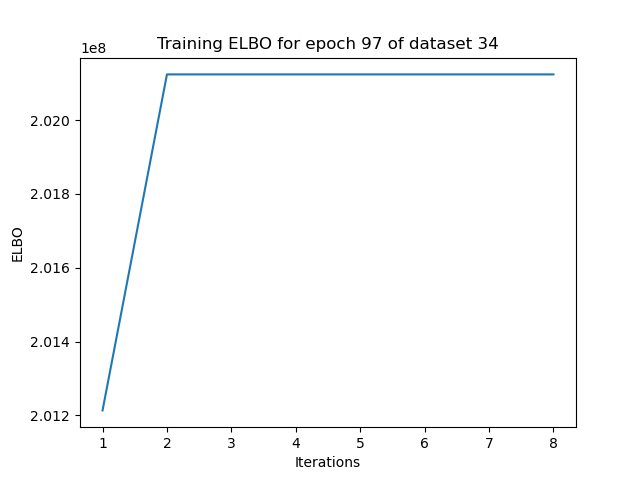 Training ELBO for epoch 97 of dataset 34
1e8
2.020
2.018
2.016
2.014
2.012
ELBO
1 2 3 4 5 6 7 8
Iterations